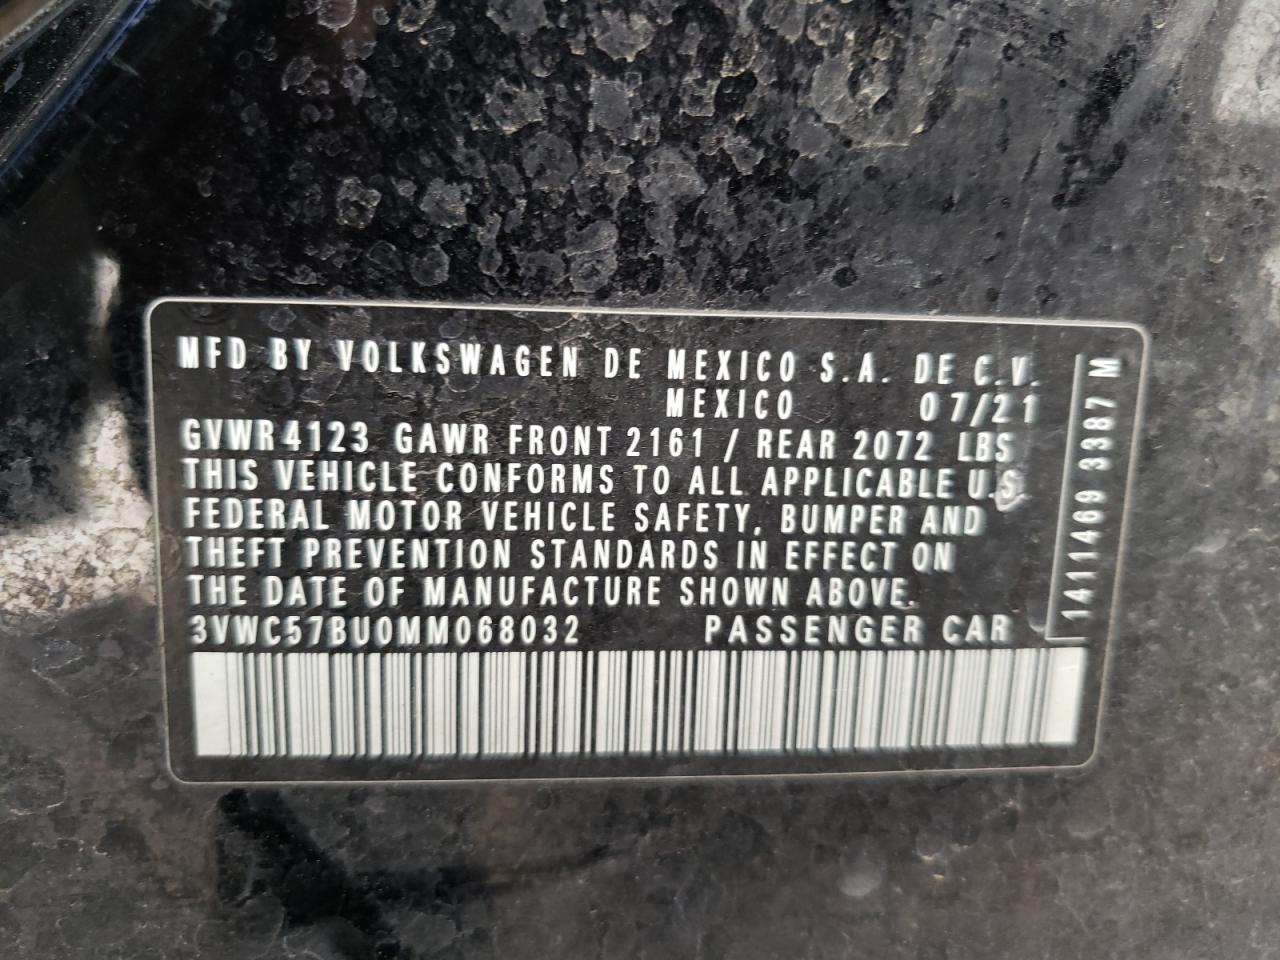 MFD BY VOLKSWAGEN DE MEXICO S.A. DE C.V.
MEXICO 07/21
GVWR 4123 GAWR FRONT 2161 / REAR 2072 LBS
THIS VEHICLE CONFORMS TO ALL APPLICABLE U.S.
FEDERAL MOTOR VEHICLE SAFETY, BUMPER AND
THEFT PREVENTION STANDARDS IN EFFECT ON
THE DATE OF MANUFACTURE SHOWN ABOVE.
3VWC57BU0MM068032 PASSENGER CAR
1411469 3387 M